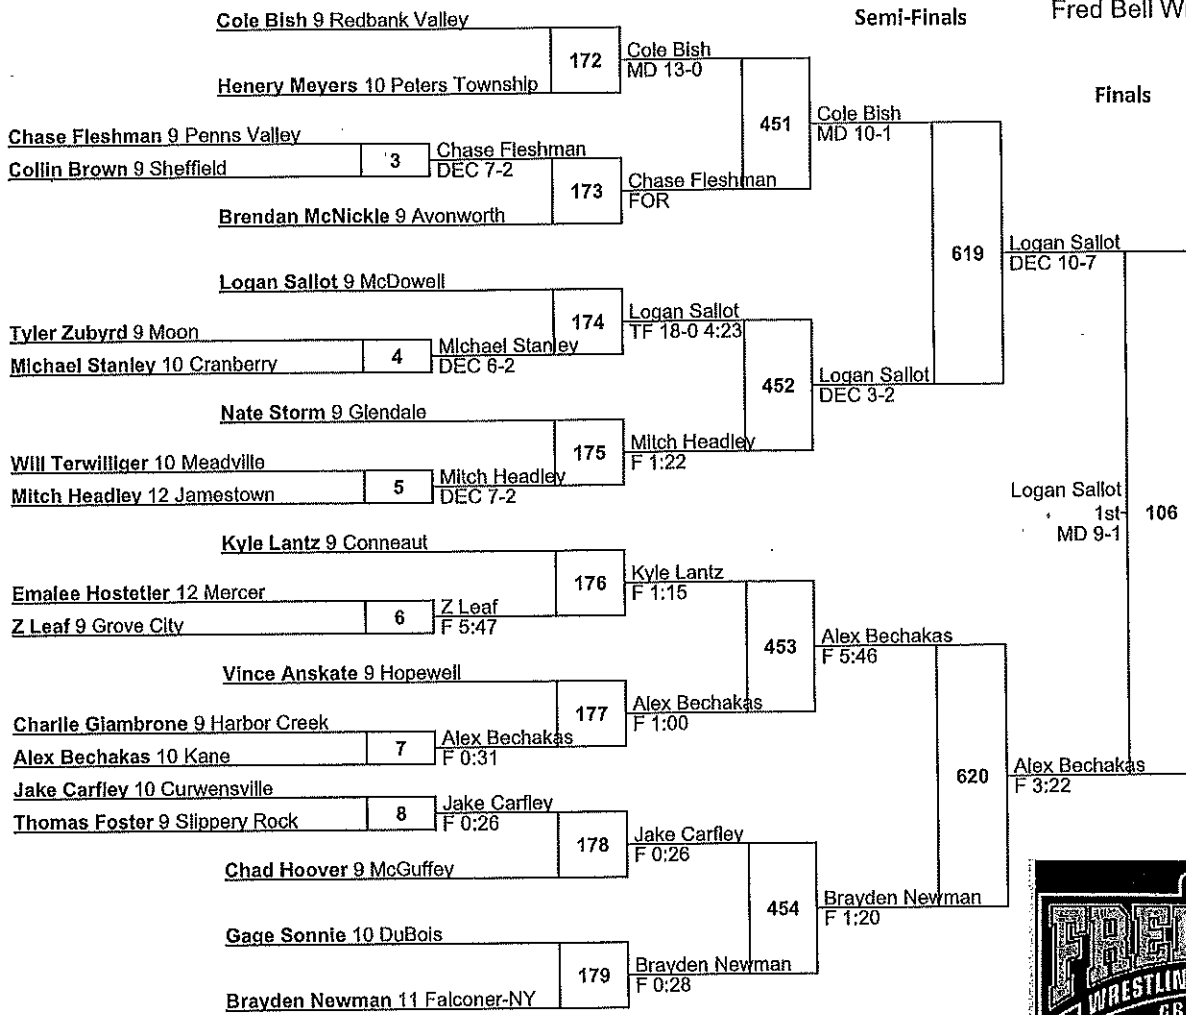 Semi-Finals
Fred Bell
Finals
Cole Bish 9 Redbank Valley
172
Cole Bish
MD 13-0
Henery Meyers 10 Peters Township
451
Cole Bish
MD 10-1
Chase Fleshman 9 Penns Valley
3
Chase Fleshman
DEC 7-2
Collin Brown 9 Sheffield
173
Chase Fleshman
FOR
Brendan McNickle 9 Avonworth
619
Logan Sallot
DEC 10-7
Logan Sallot 9 McDowell
174
Logan Sallot
TF 18-0 4:23
Tyler Zubyrd 9 Moon
4
Michael Stanley
DEC 6-2
Michael Stanley 10 Cranberry
452
Logan Sallot
DEC 3-2
Nate Storm 9 Glendale
175
Mitch Headley
F 1:22
Will Terwilliger 10 Meadville
5
Mitch Headley
DEC 7-2
Mitch Headley 12 Jamestown
Logan Sallot
1st
MD 9-1
106
Kyle Lantz 9 Conneaut
176
Kyle Lantz
F 1:15
Emalee Hostetler 12 Mercer
6
Z Leaf
F 5:47
Z Leaf 9 Grove City
453
Alex Bechakas
F 5:46
Vince Anskate 9 Hopewell
177
Alex Bechakas
F 1:00
Charlie Giambrone 9 Harbor Creek
7
Alex Bechakas
F 0:31
Alex Bechakas 10 Kane
620
Alex Bechakas
F 3:22
Jake Carfley 10 Curwensville
8
Jake Carfley
F 0:26
Thomas Foster 9 Slippery Rock
178
Jake Carfley
F 0:26
Chad Hoover 9 McGuffey
454
Brayden Newman
F 1:20
Gage Sonnie 10 DuBois
179
Brayden Newman
F 0:28
Brayden Newman 11 Falconer-NY